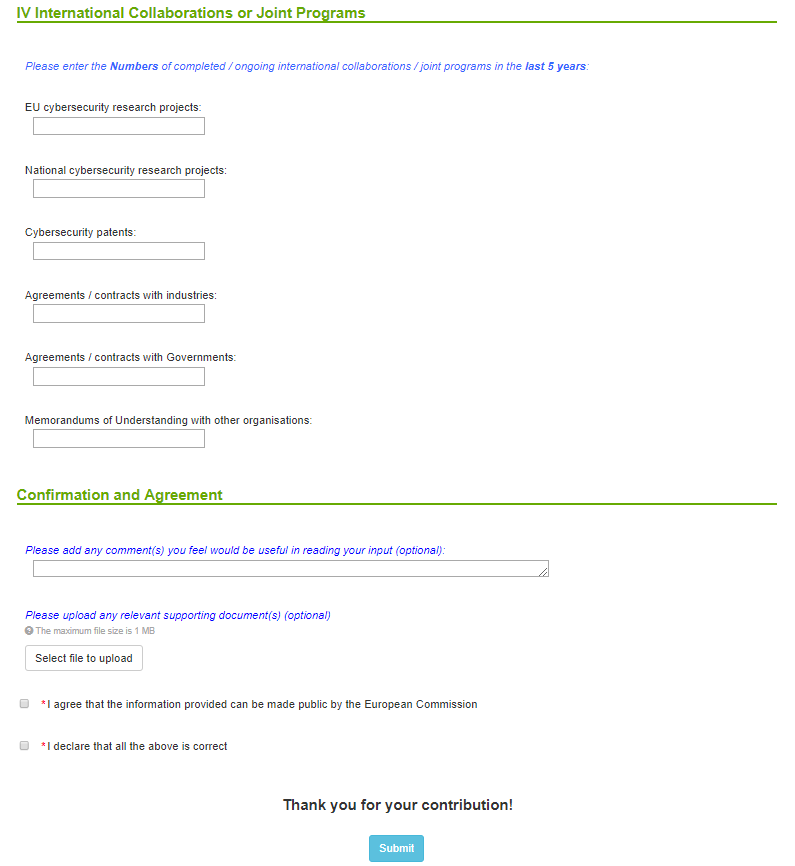 IV International Collaborations or Joint Programs
Please enter the Numbers of completed / ongoing international collaborations / joint programs in the last 5 years:
EU cybersecurity research projects:
National cybersecurity research projects:
Cybersecurity patents:
Agreements / contracts with industries:
Agreements / contracts with Governments:
Memorandums of Understanding with other organisations:
Confirmation and Agreement
Please add any comment(s) you feel would be useful in reading your input (optional):
Please upload any relevant supporting document(s) (optional)
The maximum file size is 1 MB
Select file to upload
*I agree that the information provided can be made public by the European Commission
*I declare that all the above is correct
Thank you for your contribution!
Submit